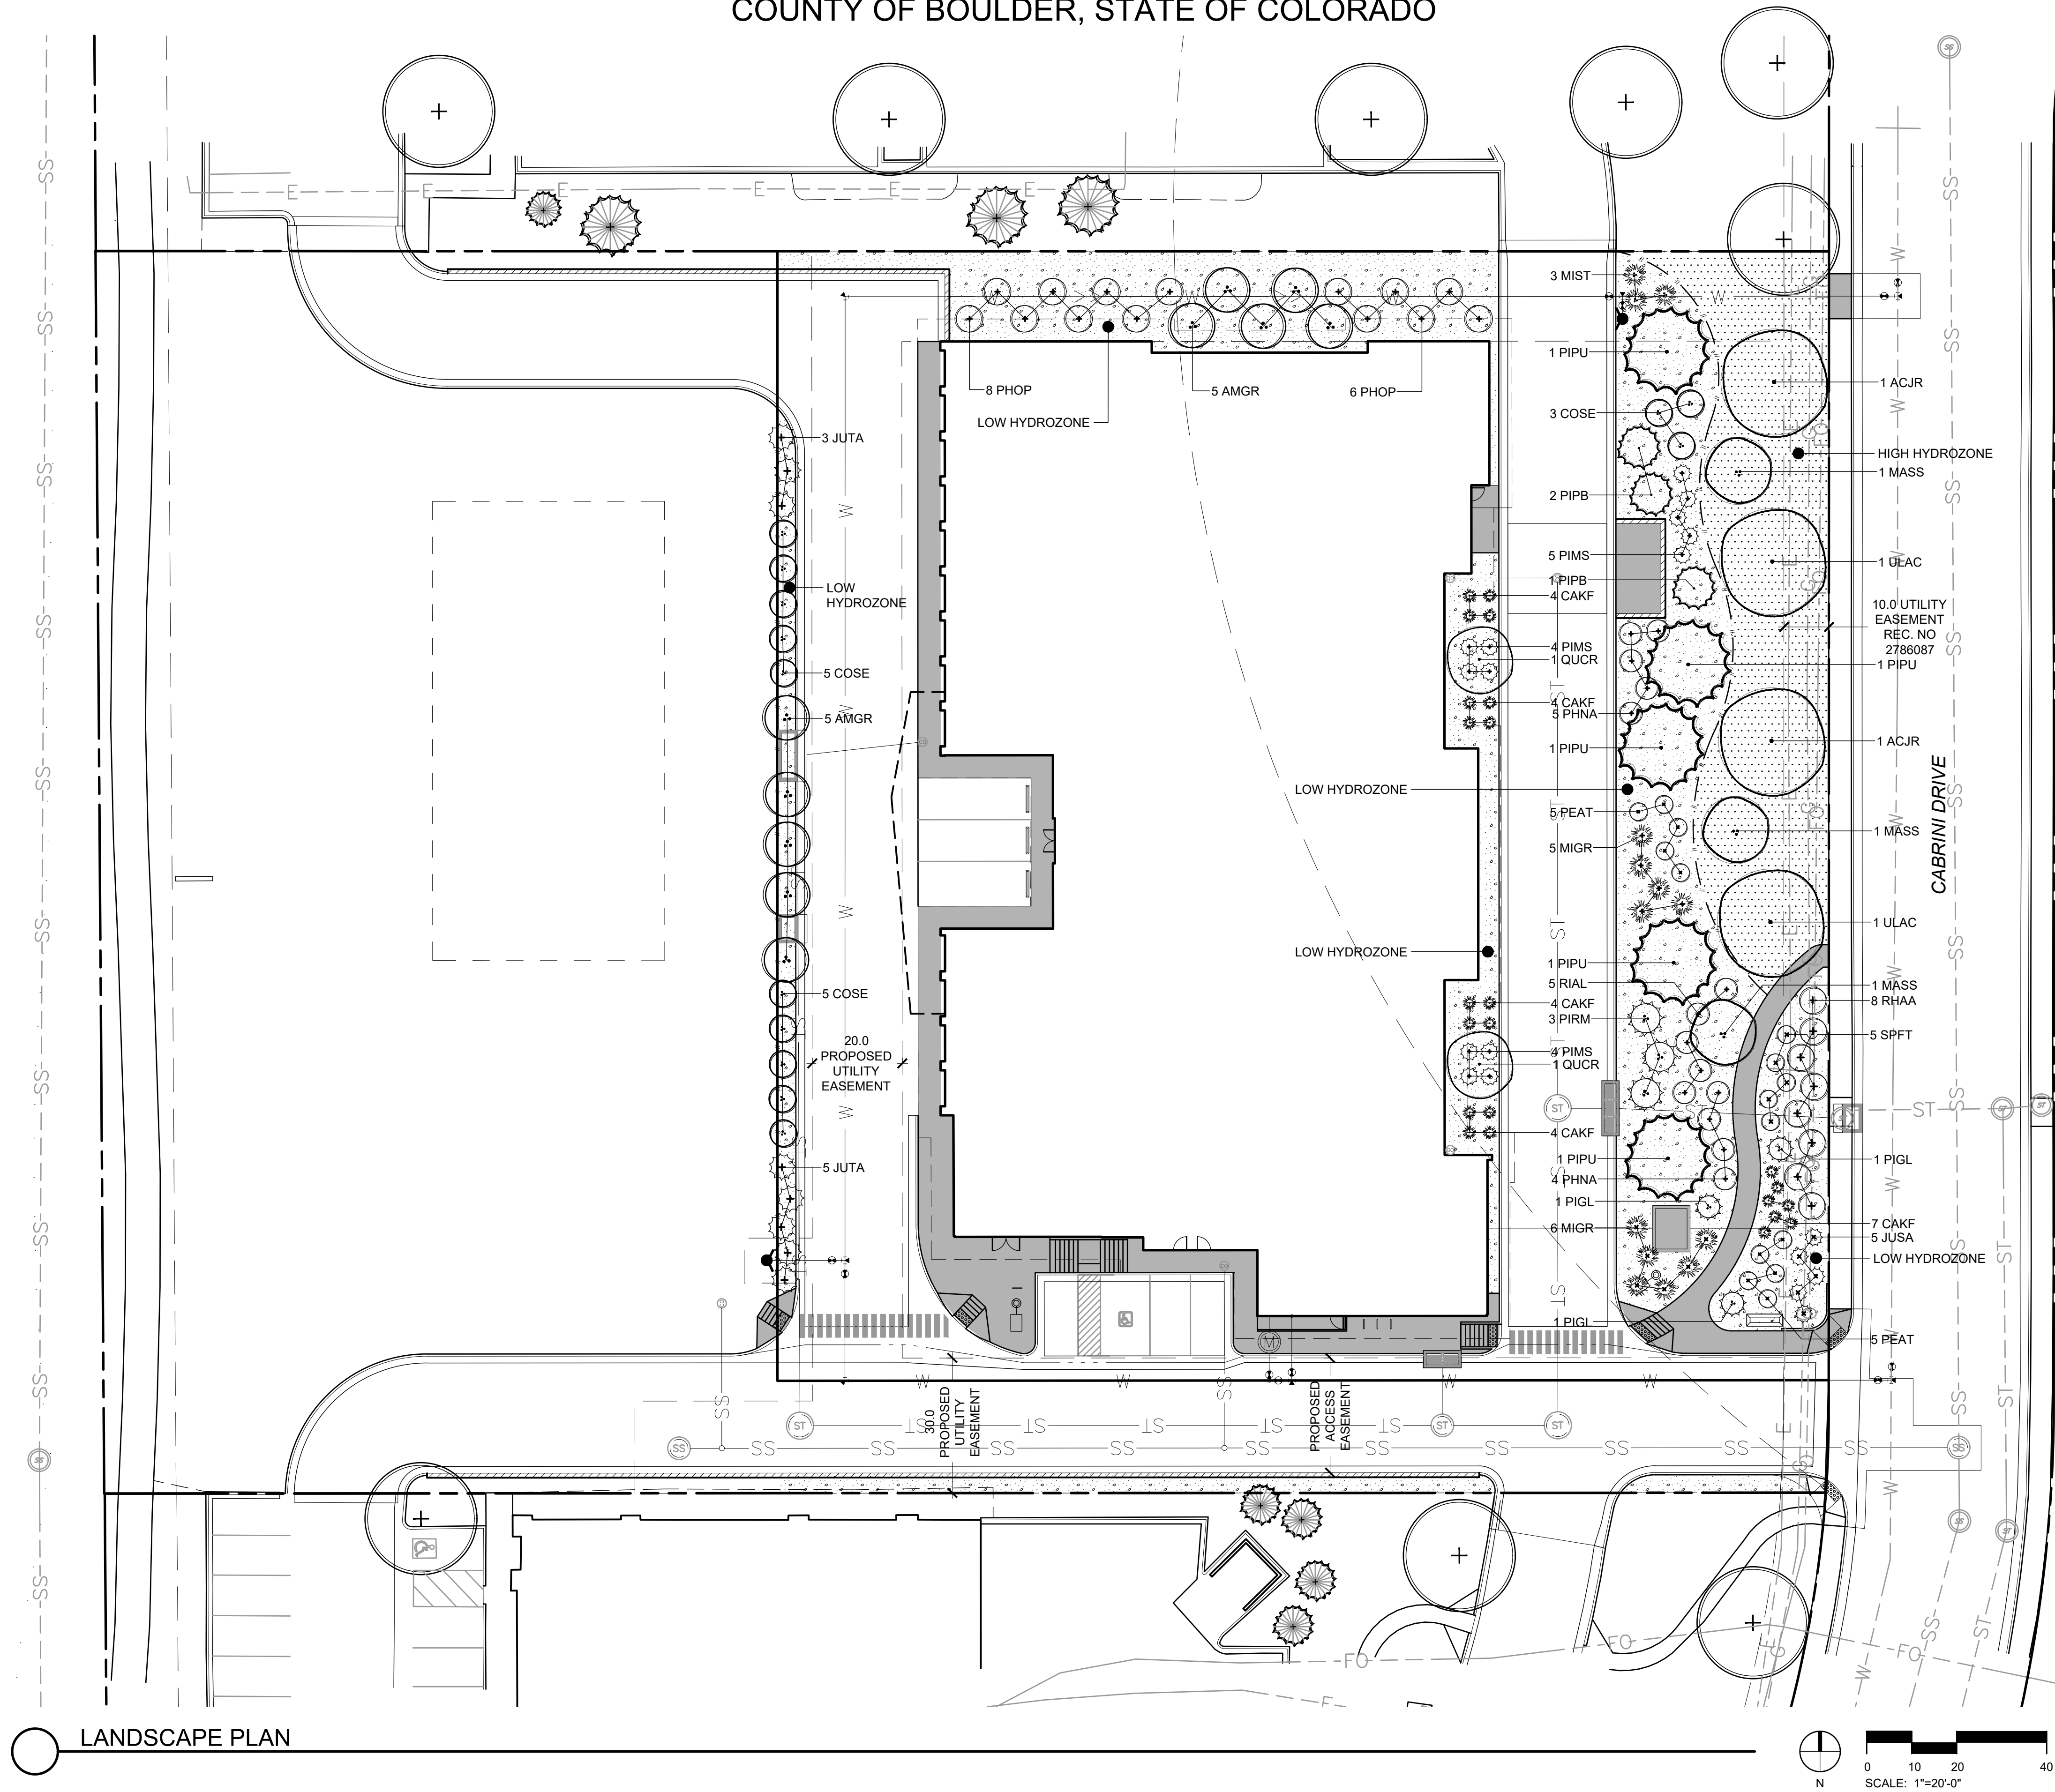 COUNTY OF BOULDER, STATE OF COLORADO
3 MIST
1 PIPU
1 ACJR
8 PHOP
5 AMGR
6 PHOP
LOW HYDROZONE
3 COSE
3 JUTA
HIGH HYDROZONE
1 MASS
2 PIPB
5 PIMS
1 ULAC
1 PIPB
LOW
HYDROZONE
4 CAKF
10.0 UTILITY
EASEMENT
REC. NO
2786087
4 PIMS
1 QUCR
1 PIPU
5 COSE
4 CAKF
5 PHNA
5 AMGR
1 PIPU
1 ACJR
CABRINI DRIVE
LOW HYDROZONE
5 PEAT
1 MASS
5 MIGR
1 ULAC
LOW HYDROZONE
1 PIPU
5 RIAL
1 MASS
5 COSE
4 CAKF
8 RHAA
3 PIRM
5 SPFT
20.0
PROPOSED
UTILITY
EASEMENT
4 PIMS
1 QUCR
4 CAKF
1 PIPU
1 PIGL
5 JUTA
4 PHNA
1 PIGL
6 MIGR
7 CAKF
5 JUSA
LOW HYDROZONE
1 PIGL
5 PEAT
30.0
PROPOSED
UTILITY
EASEMENT
PROPOSED
ACCESS
EASEMENT
SS
ST
W
E
FO
M
LANDSCAPE PLAN
N
0 10 20 40
SCALE: 1"=20'-0"